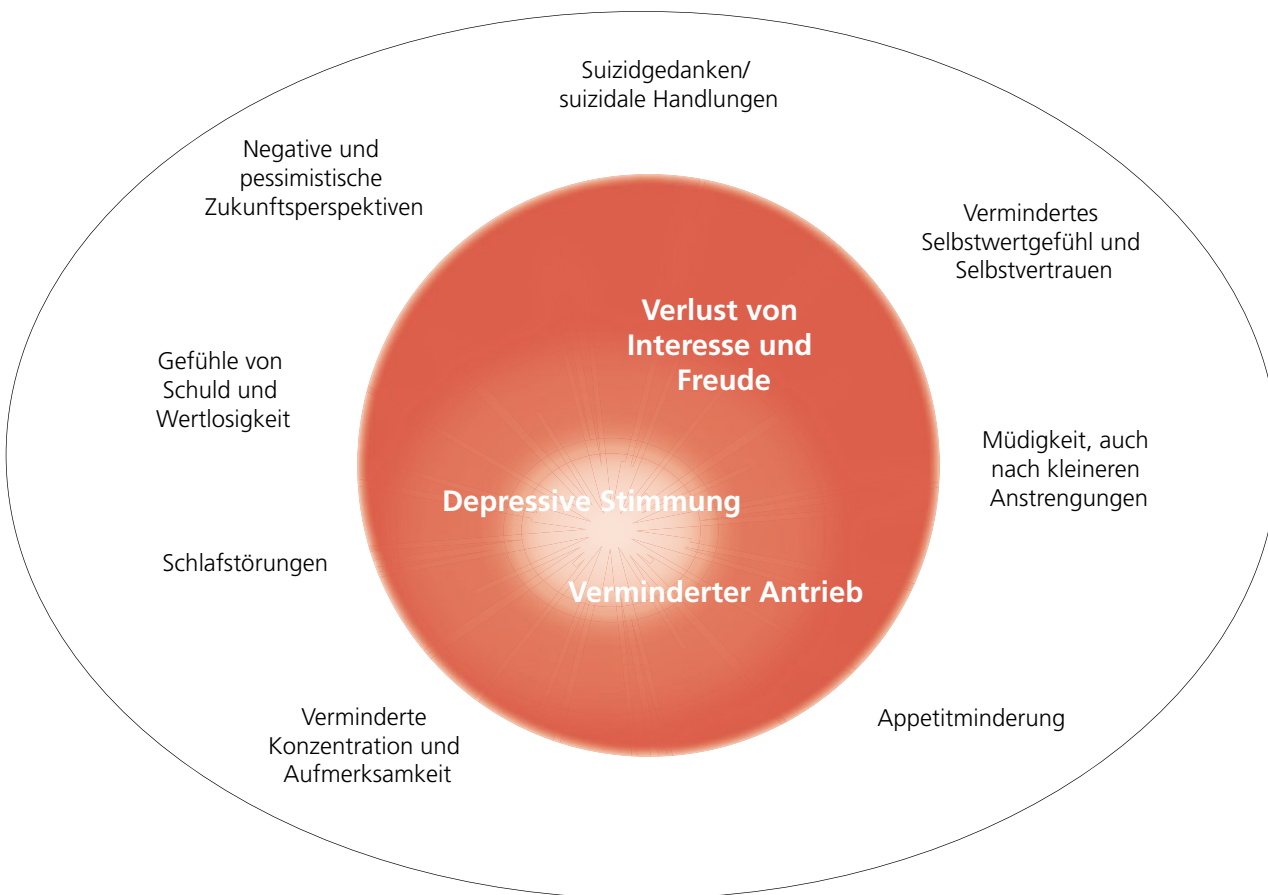 Suizidgedanken/
suizidale Handlungen
Negative und
pessimistische
Zukunftsperspektiven
Vermindertes
Selbstwertgefühl und
Selbstvertrauen
Verlust von
Interesse und
Freude
Gefühle von
Schuld und
Wertlosigkeit
Müdigkeit, auch
nach kleineren
Anstrengungen
Depressive Stimmung
Schlafstörungen
Verminderter Antrieb
Verminderte
Konzentration und
Aufmerksamkeit
Appetitminderung